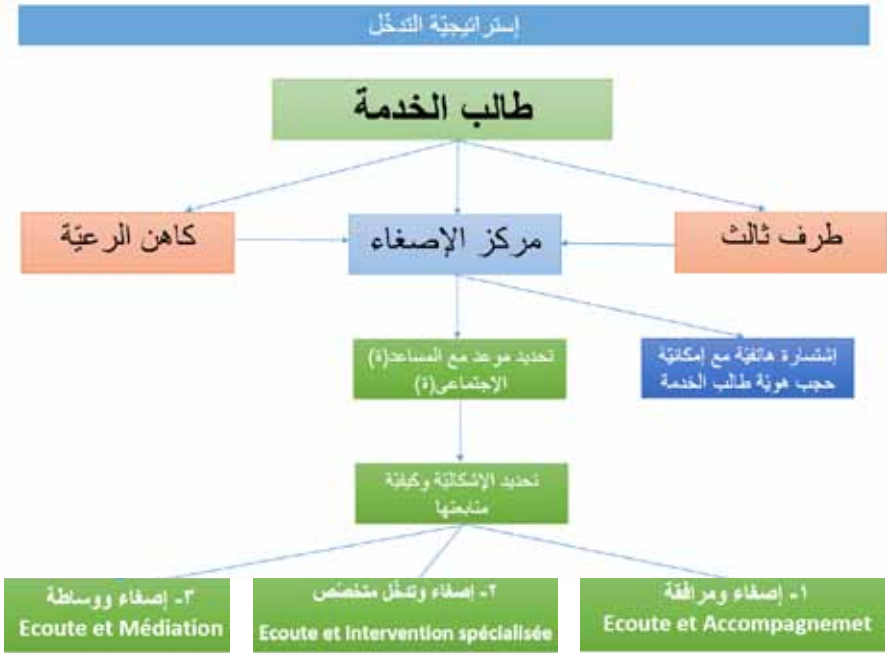 إستراتيجيّة التدخّل
طالب الخدمة
طرف ثالث
مركز الإصغاء
كاهن الرعيّة
إشتسارة هاتفيّة مع إمكانيّة
حجب هويّة طالب الخدمة
تحديد موعد مع المساعد(ة)
الإجتماعي(ة)
تحديد الإشكاليّة وكيفيّة
متابعتها
١- إصغاء ومرافقة
Ecoute et Accompagnemet
٢- إصغاء وتدخّل متخصّص
Ecoute et Intervention spécialisée
٣- إصغاء ووساطة
Ecoute et Médiation